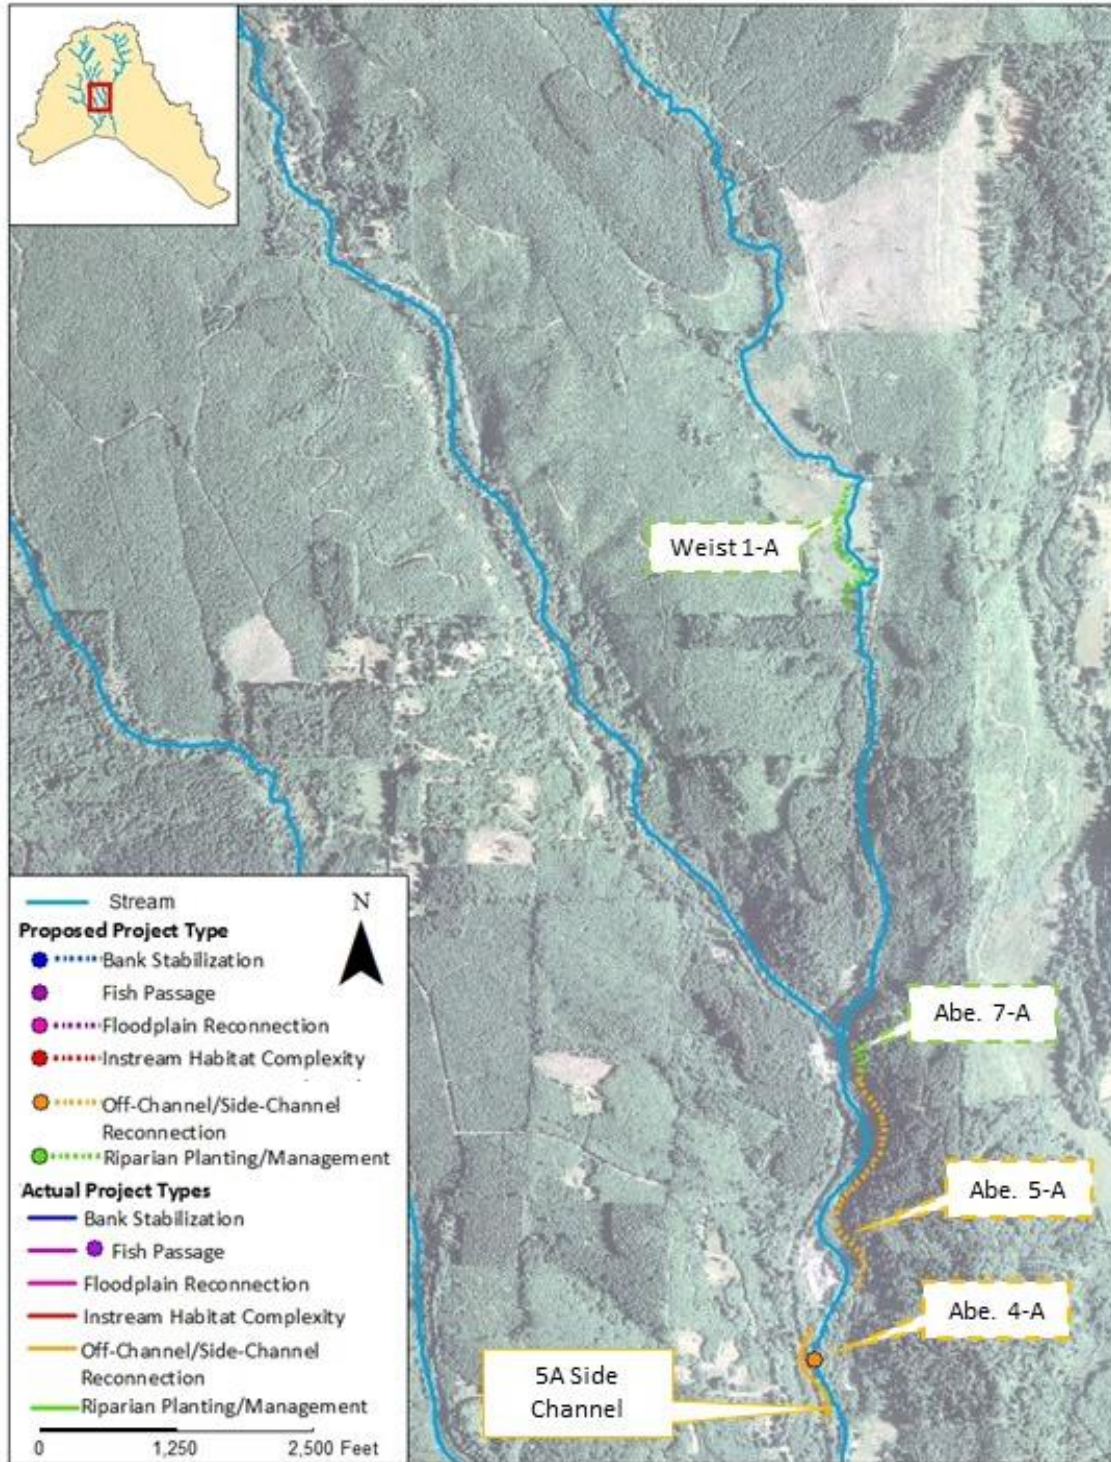 Weist 1-A
Abe. 7-A
Abe. 5-A
Abe. 4-A
5A Side
Channel
Stream
N
Proposed Project Type
Bank Stabilization
Fish Passage
Floodplain Reconnection
Instream Habitat Complexity
Off-Channel/Side-Channel
Reconnection
Riparian Planting/Management
Actual Project Types
Bank Stabilization
Fish Passage
Floodplain Reconnection
Instream Habitat Complexity
Off-Channel/Side-Channel
Reconnection
Riparian Planting/Management
0 1,250 2,500 Feet